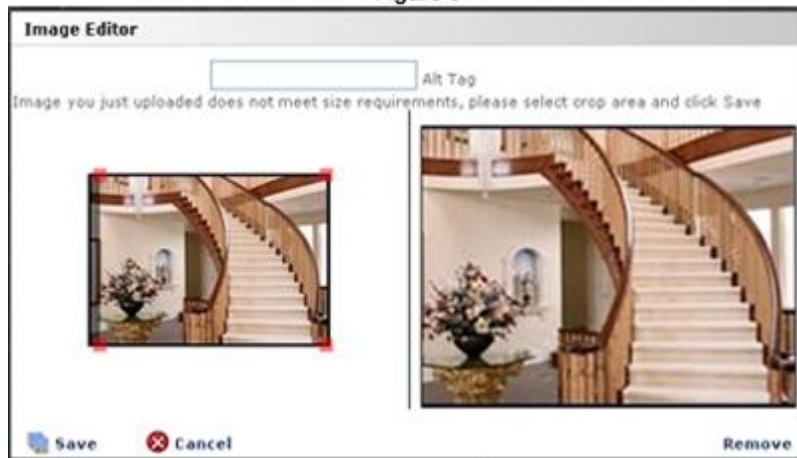 Image Editor
Alt Tag
Image you just uploaded does not meet size requirements, please select crop area and click Save
Save Cancel Remove